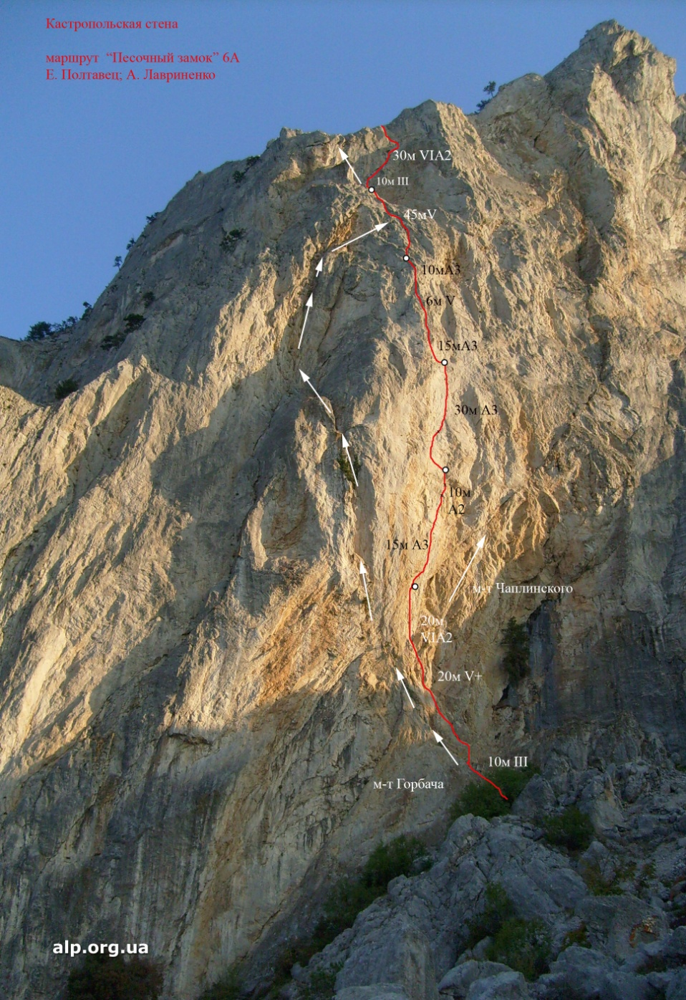 Кастропольская стена
маршрут “Песочный замок” 6А
Е. Полтавец; А. Лавриненко
30м VIA2
10м III
45мV
10мА3
6м V
15мА3
30м А3
10м
А2
15м А3
м-т Чаплинского
20м
VIA2
20м V+
10м III
м-т Горбача
alp.org.ua